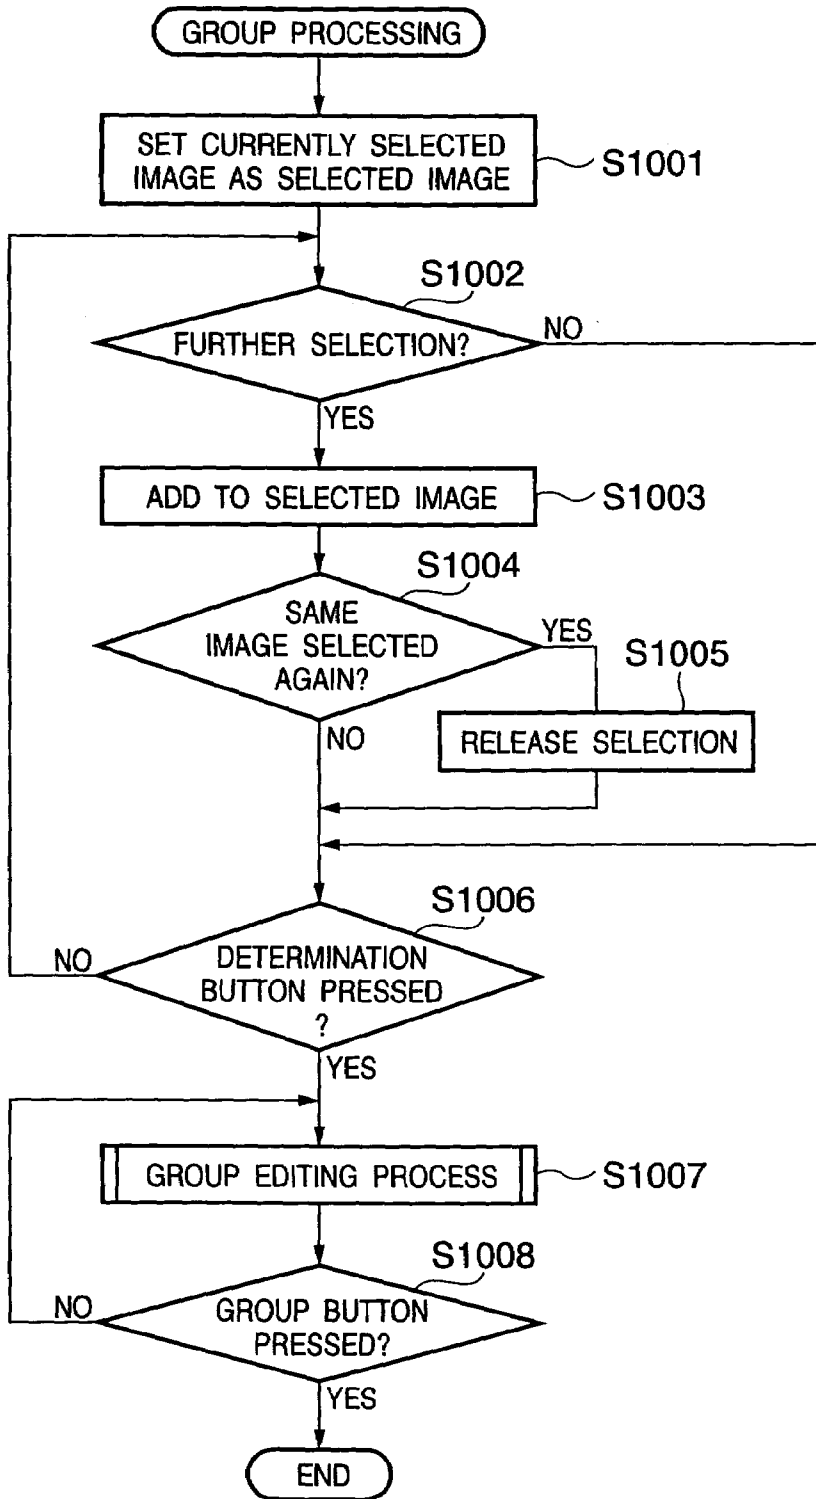 GROUP PROCESSING
SET CURRENTLY SELECTED
IMAGE AS SELECTED IMAGE
S1001
S1002
FURTHER SELECTION?
NO
YES
ADD TO SELECTED IMAGE
S1003
S1004
SAME
IMAGE SELECTED
AGAIN?
YES
S1005
NO
RELEASE SELECTION
S1006
NO
DETERMINATION
BUTTON PRESSED
?
YES
GROUP EDITING PROCESS
S1007
S1008
NO
GROUP BUTTON
PRESSED?
YES
END